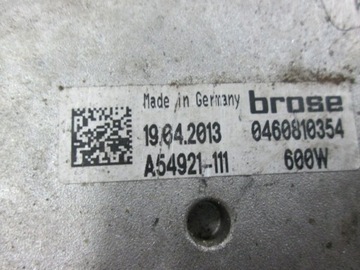 Made in Germany brose
19.04.2013 0460810354
A54921-111 600W